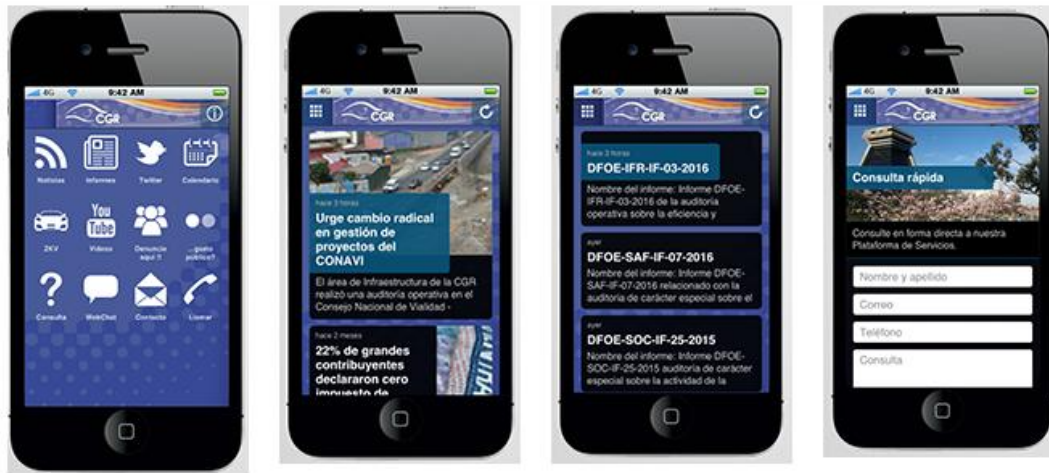 4G 9:42 AM
CGR
Noticias Informes Twitter Calendario
You
Tube
2KV Videos Denuncie ...gasto
aquí !! público?
Consulta WebChat Contacto Llamar
4G 9:42 AM
CGR
hace 3 horas
Urge cambio radical
en gestión de
proyectos del
CONAVI
El área de Infraestructura de la CGR
realizó una auditoría operativa en el
Consejo Nacional de Vialidad -
hace 2 meses
22% de grandes
contribuyentes
declararon cero
impuesto de
4G 9:42 AM
CGR
hace 3 horas
DFOE-IFR-IF-03-2016
Nombre del informe: Informe DFOE-
IFR-IF-03-2016 de la auditoría
operativa sobre la eficiencia y
ayer
DFOE-SAF-IF-07-2016
Nombre del informe: Informe DFOE-
SAF-IF-07-2016 relacionado con la
auditoría de carácter especial sobre el
ayer
DFOE-SOC-IF-25-2015
Nombre del informe: Informe DFOE-
SOC-IF-25-2015 auditoría de carácter
especial sobre la actividad de la
4G 9:42 AM
CGR
Consulta rápida
Consulte en forma directa a nuestra
Plataforma de Servicios.
Nombre y apellido
Correo
Teléfono
Consulta